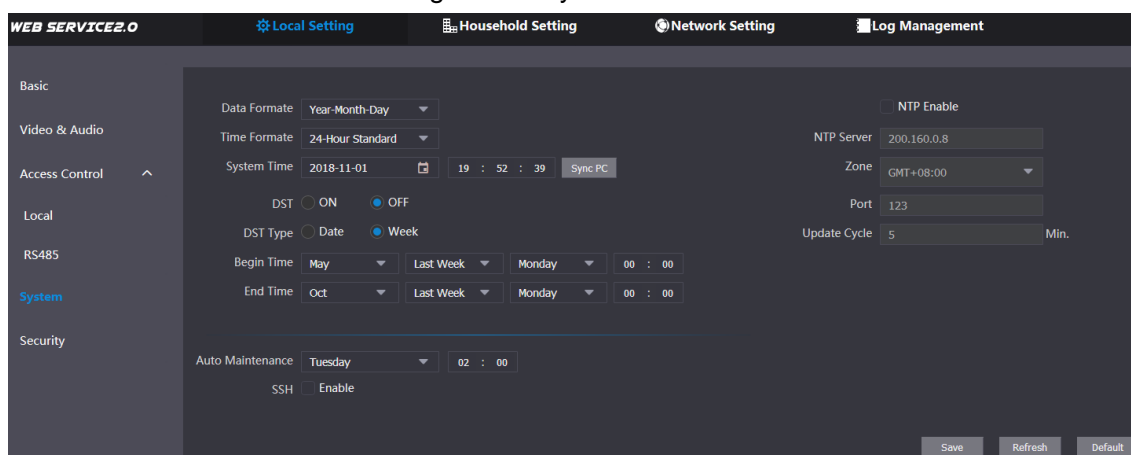 WEB SERVICE2.0 Local Setting Household Setting Network Setting Log Management
Basic
Video & Audio
Access Control
Local
RS485
System
Security
Data Formate Year-Month-Day
Time Formate 24-Hour Standard
System Time 2018-11-01 19 : 52 : 39 Sync PC
DST ON OFF
DST Type Date Week
Begin Time May Last Week Monday 00 : 00
End Time Oct Last Week Monday 00 : 00
Auto Maintenance Tuesday 02 : 00
SSH Enable
NTP Enable
NTP Server 200.160.0.8
Zone GMT+08:00
Port 123
Update Cycle 5 Min.
Save Refresh Default